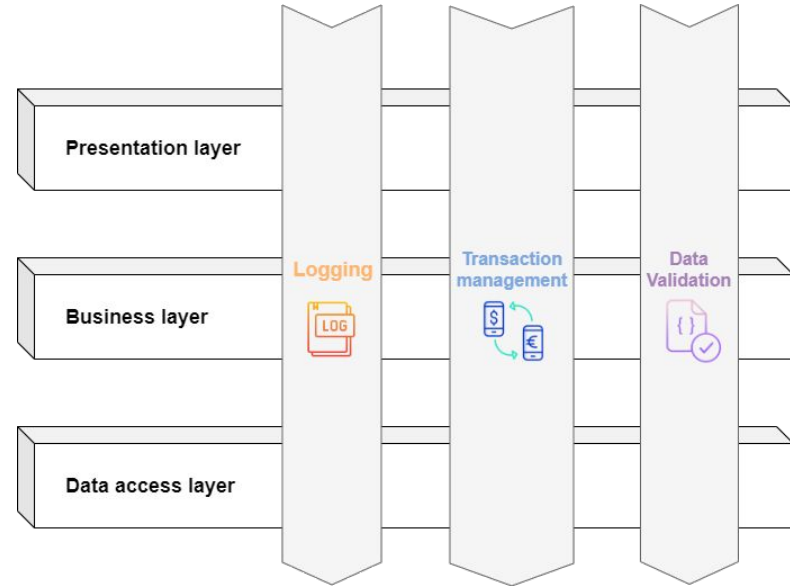 Presentation layer
Logging
Transaction
management
Data
Validation
Business layer
LOG
$
€
{ }
Data access layer